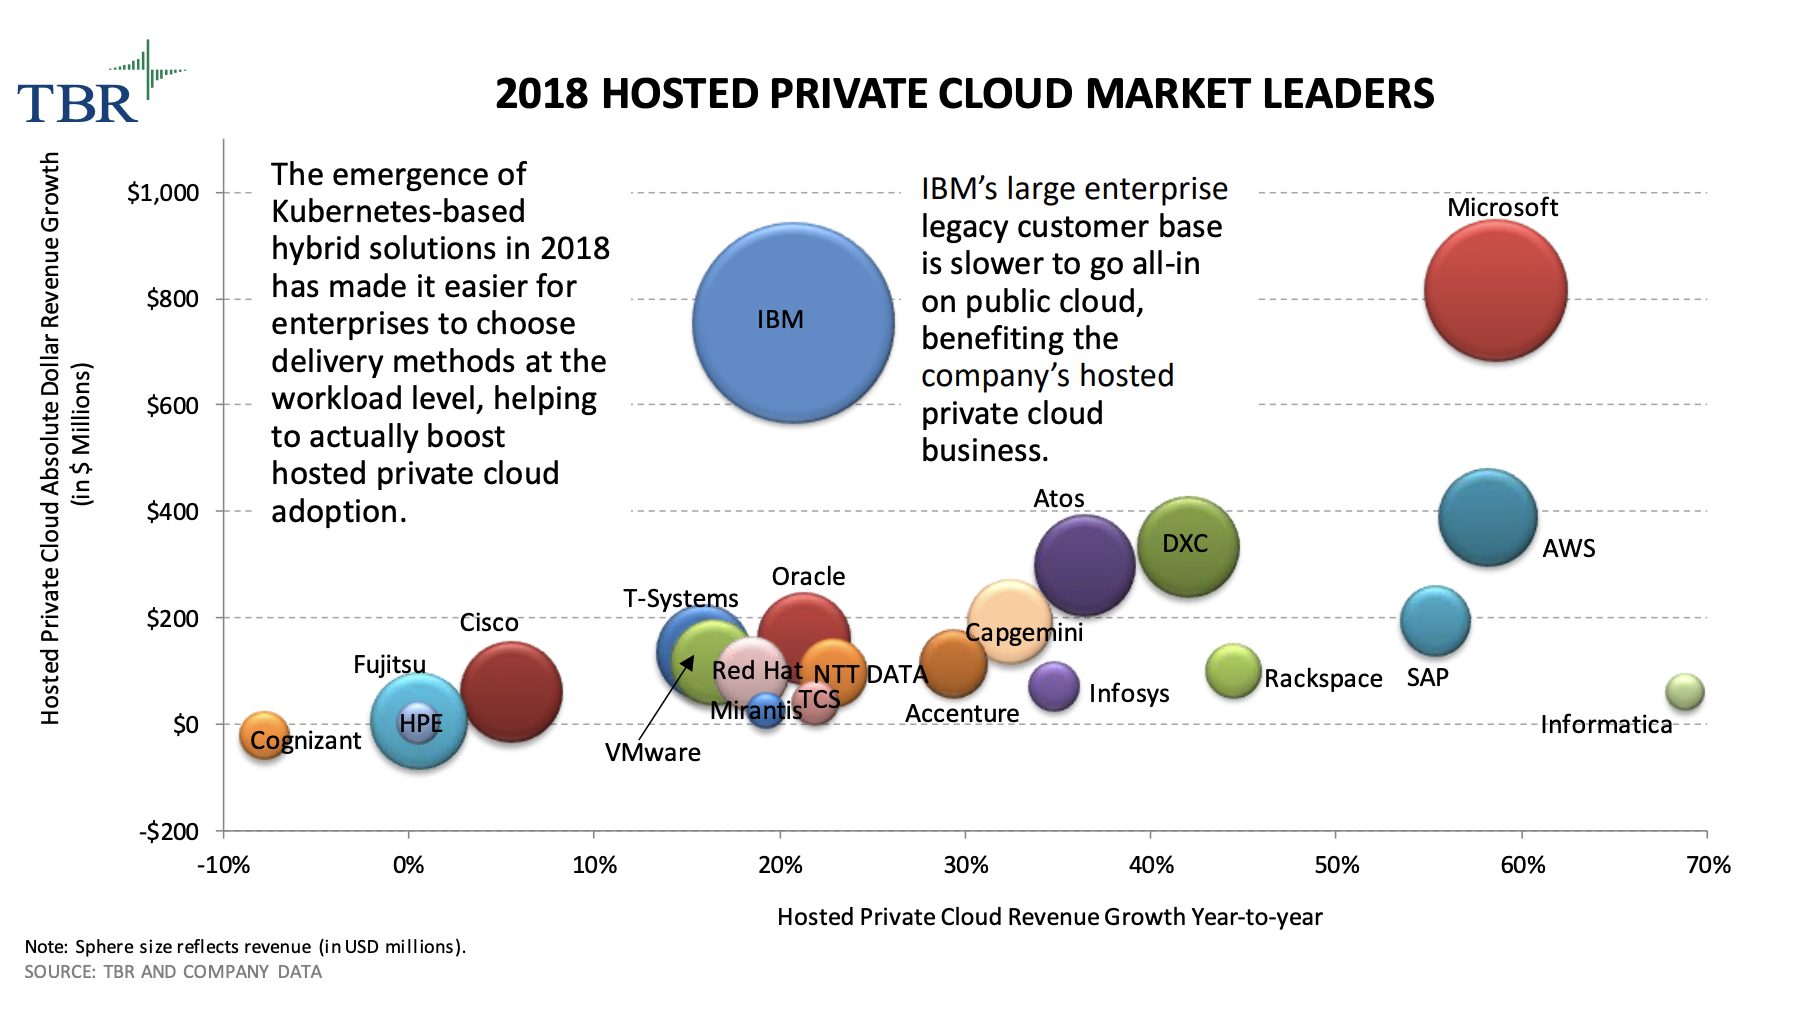 TBR
2018 HOSTED PRIVATE CLOUD MARKET LEADERS
Hosted Private Cloud Absolute Dollar Revenue Growth
(in $ Millions)
$1,000
$800
$600
$400
$200
$0
-$200
The emergence of
Kubernetes-based
hybrid solutions in 2018
has made it easier for
enterprises to choose
delivery methods at the
workload level, helping
to actually boost
hosted private cloud
adoption.
IBM
IBM’s large enterprise
legacy customer base
is slower to go all-in
on public cloud,
benefiting the
company’s hosted
private cloud
business.
Microsoft
Atos
DXC
AWS
Oracle
T-Systems
Cisco
Capgemini
Fujitsu
Red Hat
NTT DATA
Rackspace
SAP
Infosys
TCS
Mirantis
Accenture
HPE
Informatica
Cognizant
VMware
-10%
0%
10%
20%
30%
40%
50%
60%
70%
Hosted Private Cloud Revenue Growth Year-to-year
Note: Sphere size reflects revenue (in USD millions).
SOURCE: TBR AND COMPANY DATA